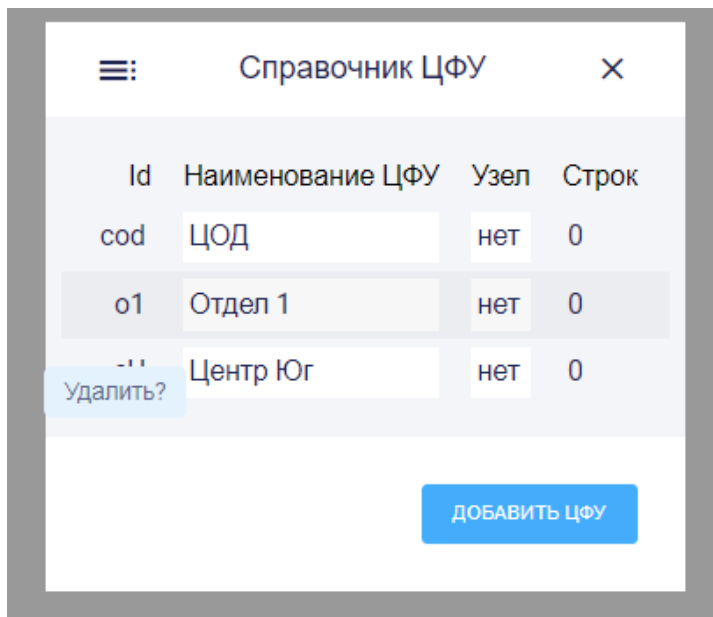 Справочник ЦФУ
Id Наименование ЦФУ Узел Строк
cod ЦОД нет 0
o1 Отдел 1 нет 0
Центр Юг нет 0
Удалить?
ДОБАВИТЬ ЦФУ